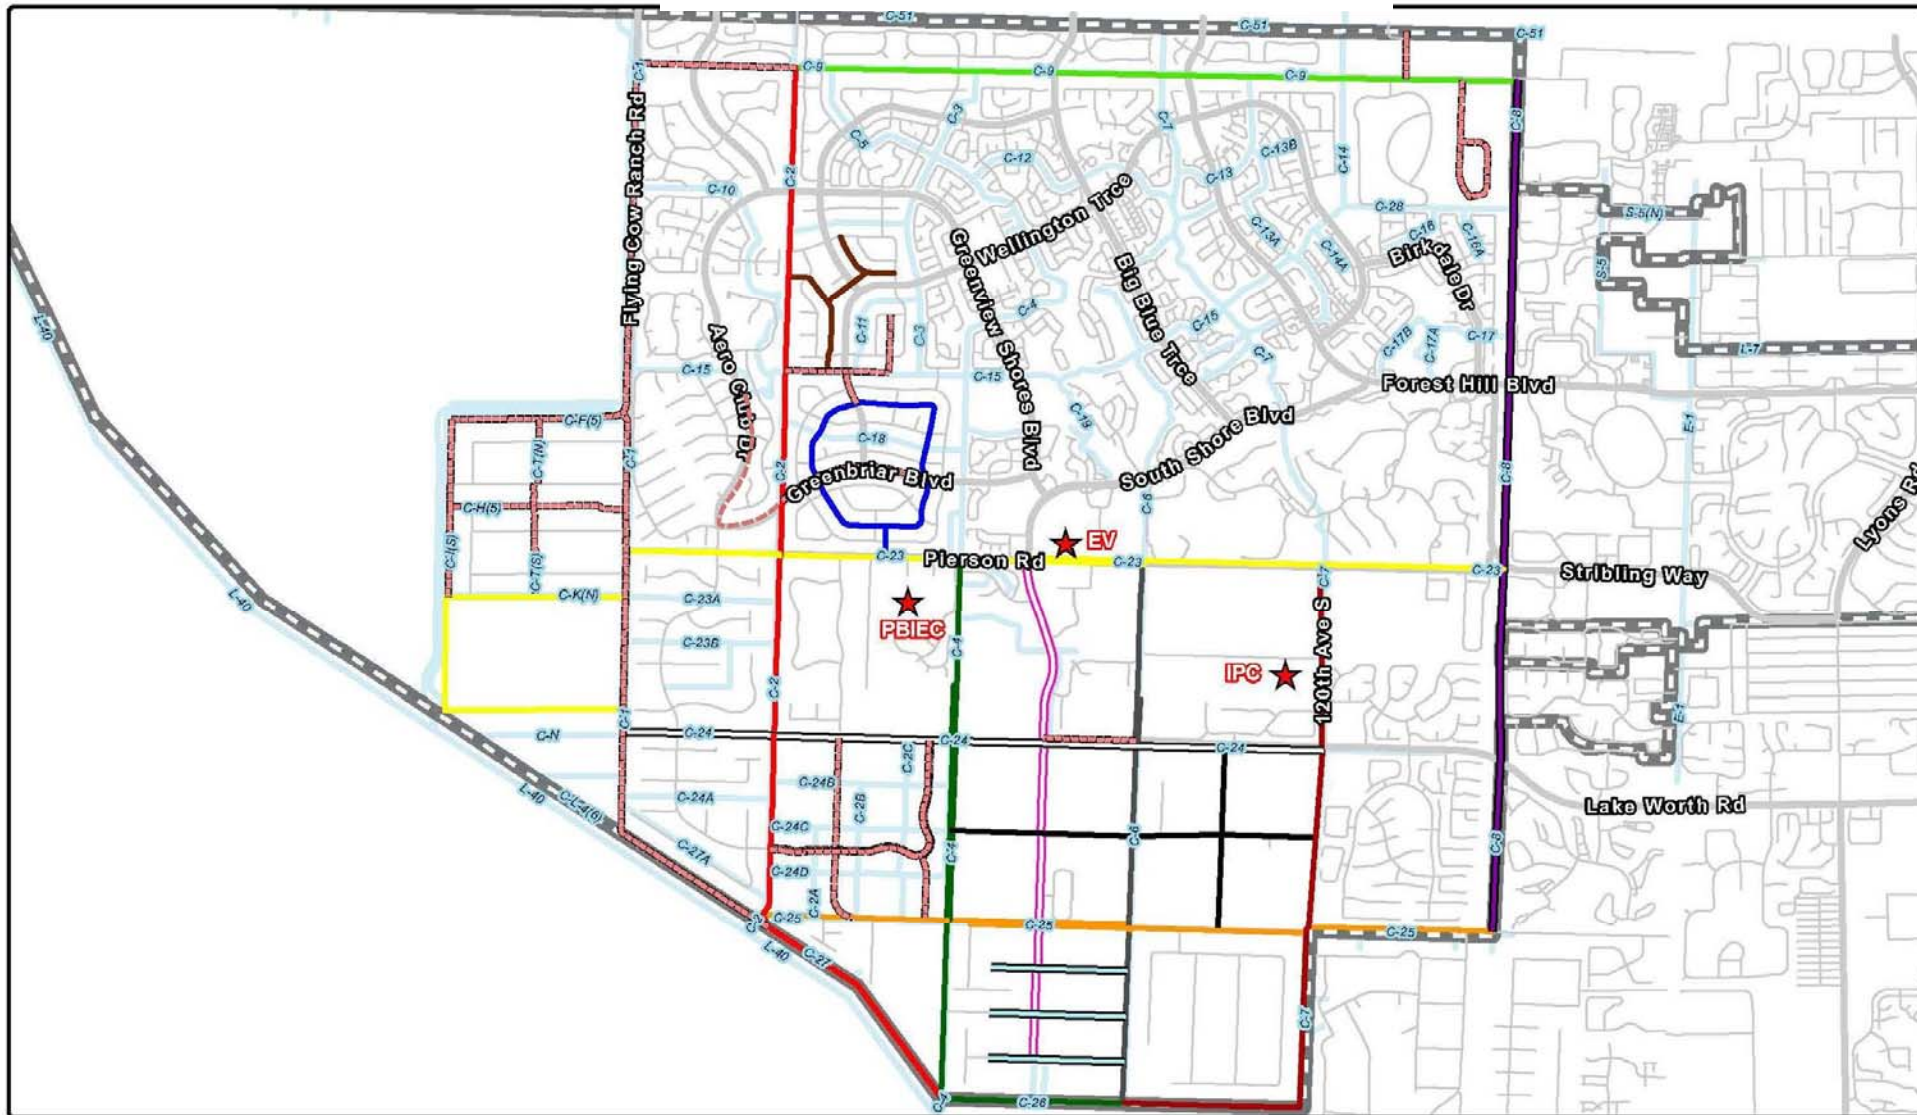 C-51
C-51
C-51
C-1
C-9
C-9
C-9
C-8
C-3
C-5
C-7
C-12
C-13B
C-14
C-13
C-2
C-10
Flying Cow Ranch Rd
Wellington Trce
C-28
S-5(N)
C-13A
C-16
C-16A
C-14A
Birkdale Dr
S-5
Greenview Shores Blvd
Big Blue Trce
L-40
C-11
C-3
C-4
C-15
C-7
C-17B
C-17A
C-17
L-7
Aero Club Dr
C-15
C-15
Forest Hill Blvd
C-F(5)
C-19
South Shore Blvd
E-1
C-18
C-T(N)
C-1
C-2
Greenbriar Blvd
C-8
C-H(5)
C-6
Lyons Rd
C-I(S)
EV
C-T(S)
C-23
Pierson Rd
C-23
C-23
Stribling Way
C-7
L-40
C-K(N)
C-23A
PBIEC
C-23B
C-4
120th Ave S
IPC
C-2
C-1
E-1
C-N
C-24
C-24
C-24
C-2C
C-24B
C-24A
C-2B
L-40
C-L-4(6)
Lake Worth Rd
C-24C
C-6
C-8
C-27A
C-4
C-24D
C-2A
C-2
C-25
C-25
C-25
L-40
C-27
C-7
C-4
C-26